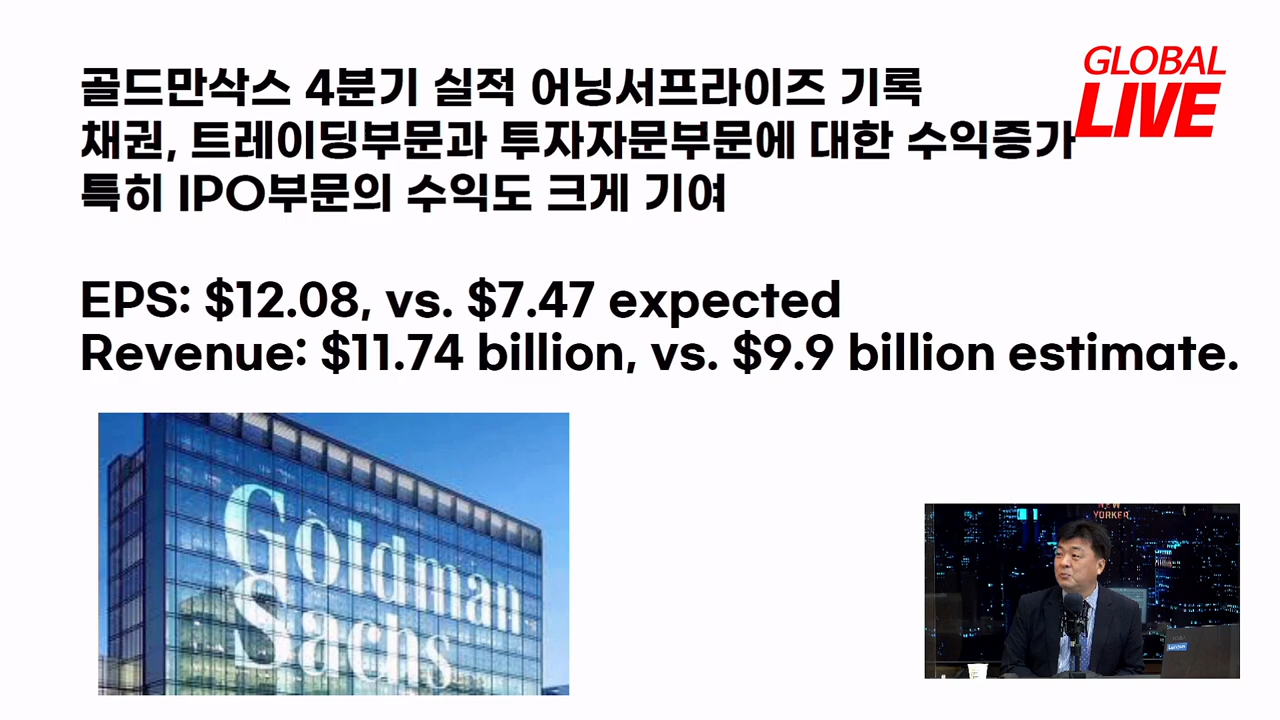 골드만삭스 4분기 실적 어닝서프라이즈 기록
채권, 트레이딩부문과 투자자문부문에 대한 수익증가
특히 IPO부문의 수익도 크게 기여
GLOBAL
LIVE
EPS: $12.08, vs. $7.47 expected
Revenue: $11.74 billion, vs. $9.9 billion estimate.
Goldman
Sachs
NEW
YORKER
Lenovo